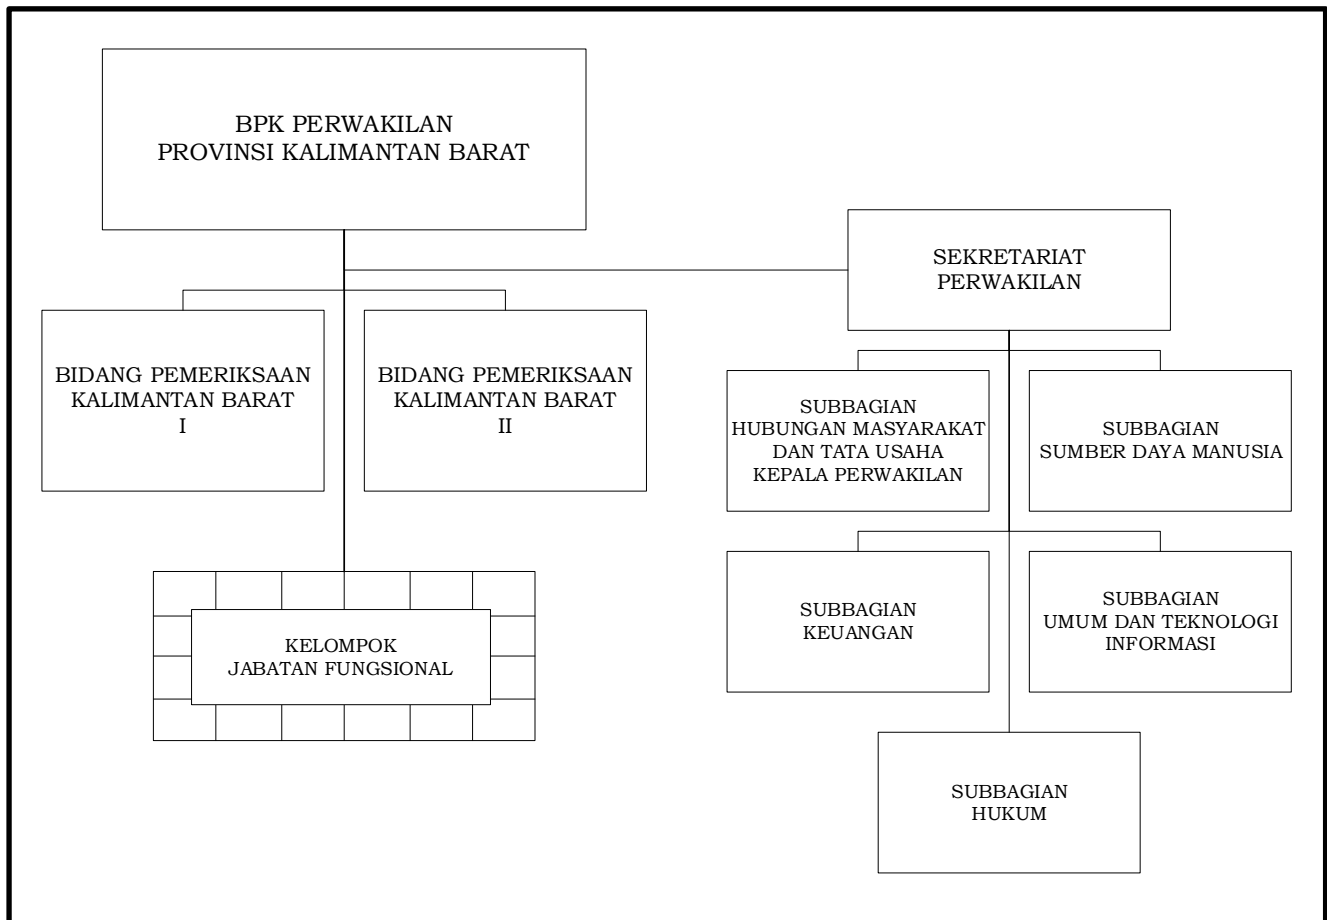 BPK PERWAKILAN
PROVINSI KALIMANTAN BARAT
SEKRETARIAT
PERWAKILAN
BIDANG PEMERIKSAAN
KALIMANTAN BARAT
I
BIDANG PEMERIKSAAN
KALIMANTAN BARAT
II
SUBBAGIAN
HUBUNGAN MASYARAKAT
DAN TATA USAHA
KEPALA PERWAKILAN
SUBBAGIAN
SUMBER DAYA MANUSIA
SUBBAGIAN
KEUANGAN
SUBBAGIAN
UMUM DAN TEKNOLOGI
INFORMASI
KELOMPOK
JABATAN FUNGSIONAL
SUBBAGIAN
HUKUM